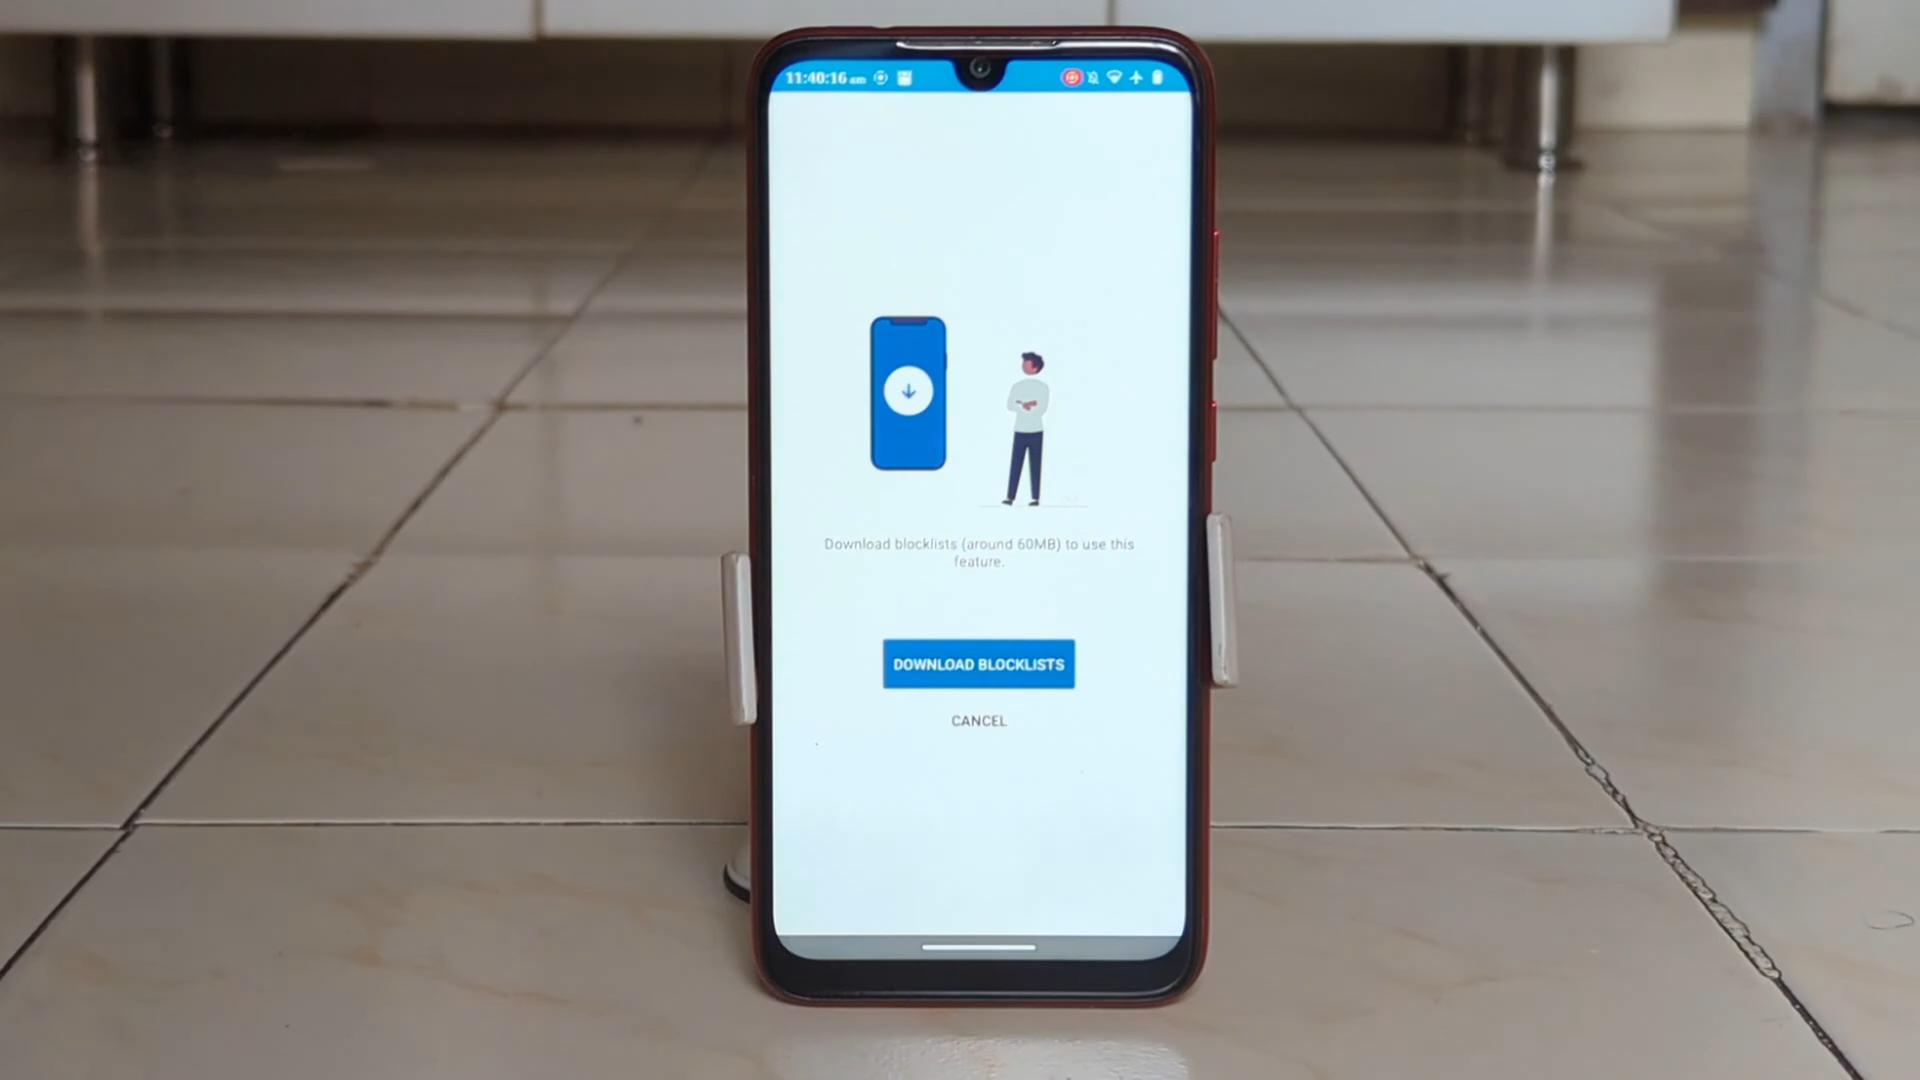 11:40:16 am
Download blocklists (around 60MB) to use this
feature.
DOWNLOAD BLOCKLISTS
CANCEL